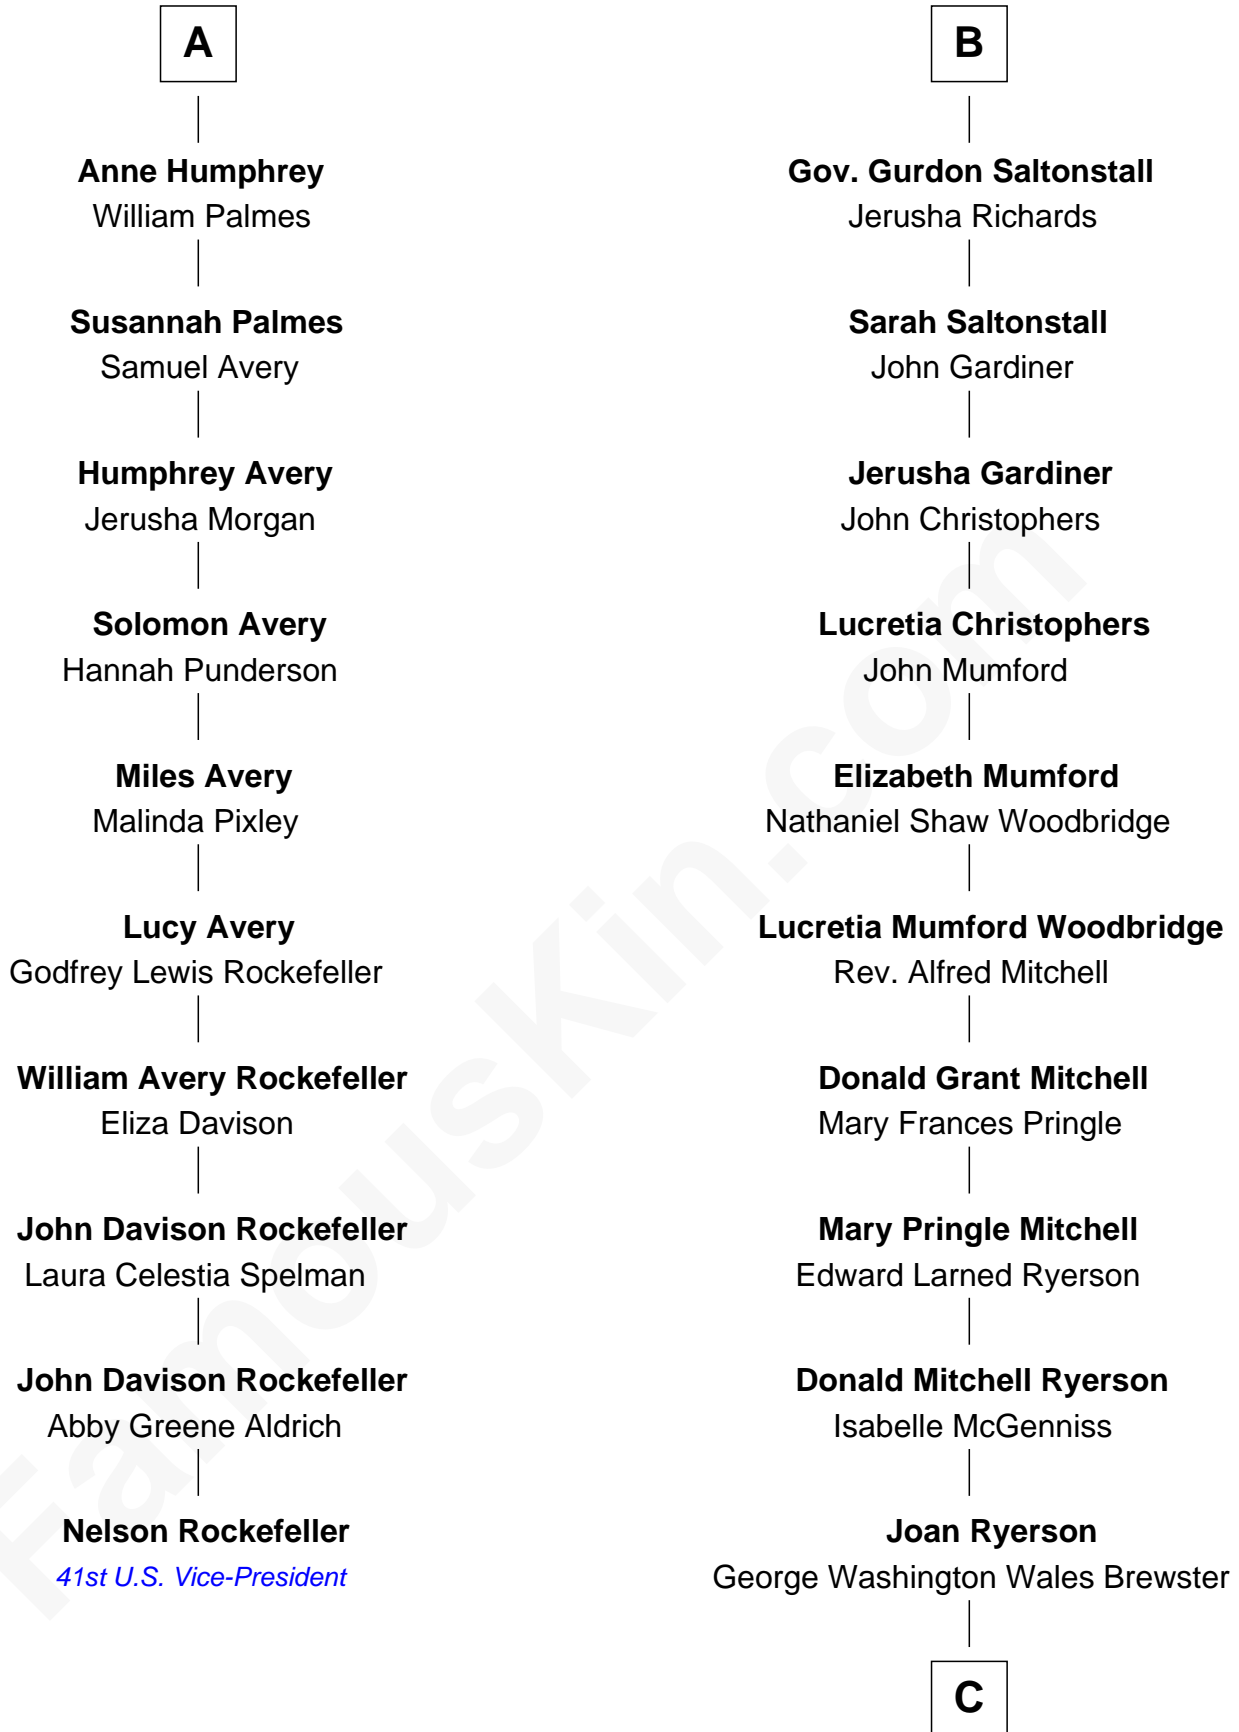 A
Anne Humphrey
William Palmes
Susannah Palmes
Samuel Avery
Humphrey Avery
Jerusha Morgan
Solomon Avery
Hannah Punderson
Miles Avery
Malinda Pixley
Lucy Avery
Godfrey Lewis Rockefeller
William Avery Rockefeller
Eliza Davison
John Davison Rockefeller
Laura Celestia Spelman
John Davison Rockefeller
Abby Greene Aldrich
Nelson Rockefeller
41st U.S. Vice-President
B
Gov. Gurdon Saltonstall
Jerusha Richards
Sarah Saltonstall
John Gardiner
Jerusha Gardiner
John Christophers
Lucretia Christophers
John Mumford
Elizabeth Mumford
Nathaniel Shaw Woodbridge
Lucretia Mumford Woodbridge
Rev. Alfred Mitchell
Donald Grant Mitchell
Mary Frances Pringle
Mary Pringle Mitchell
Edward Larned Ryerson
Donald Mitchell Ryerson
Isabelle McGenniss
Joan Ryerson
George Washington Wales Brewster
C
FamousKin.com